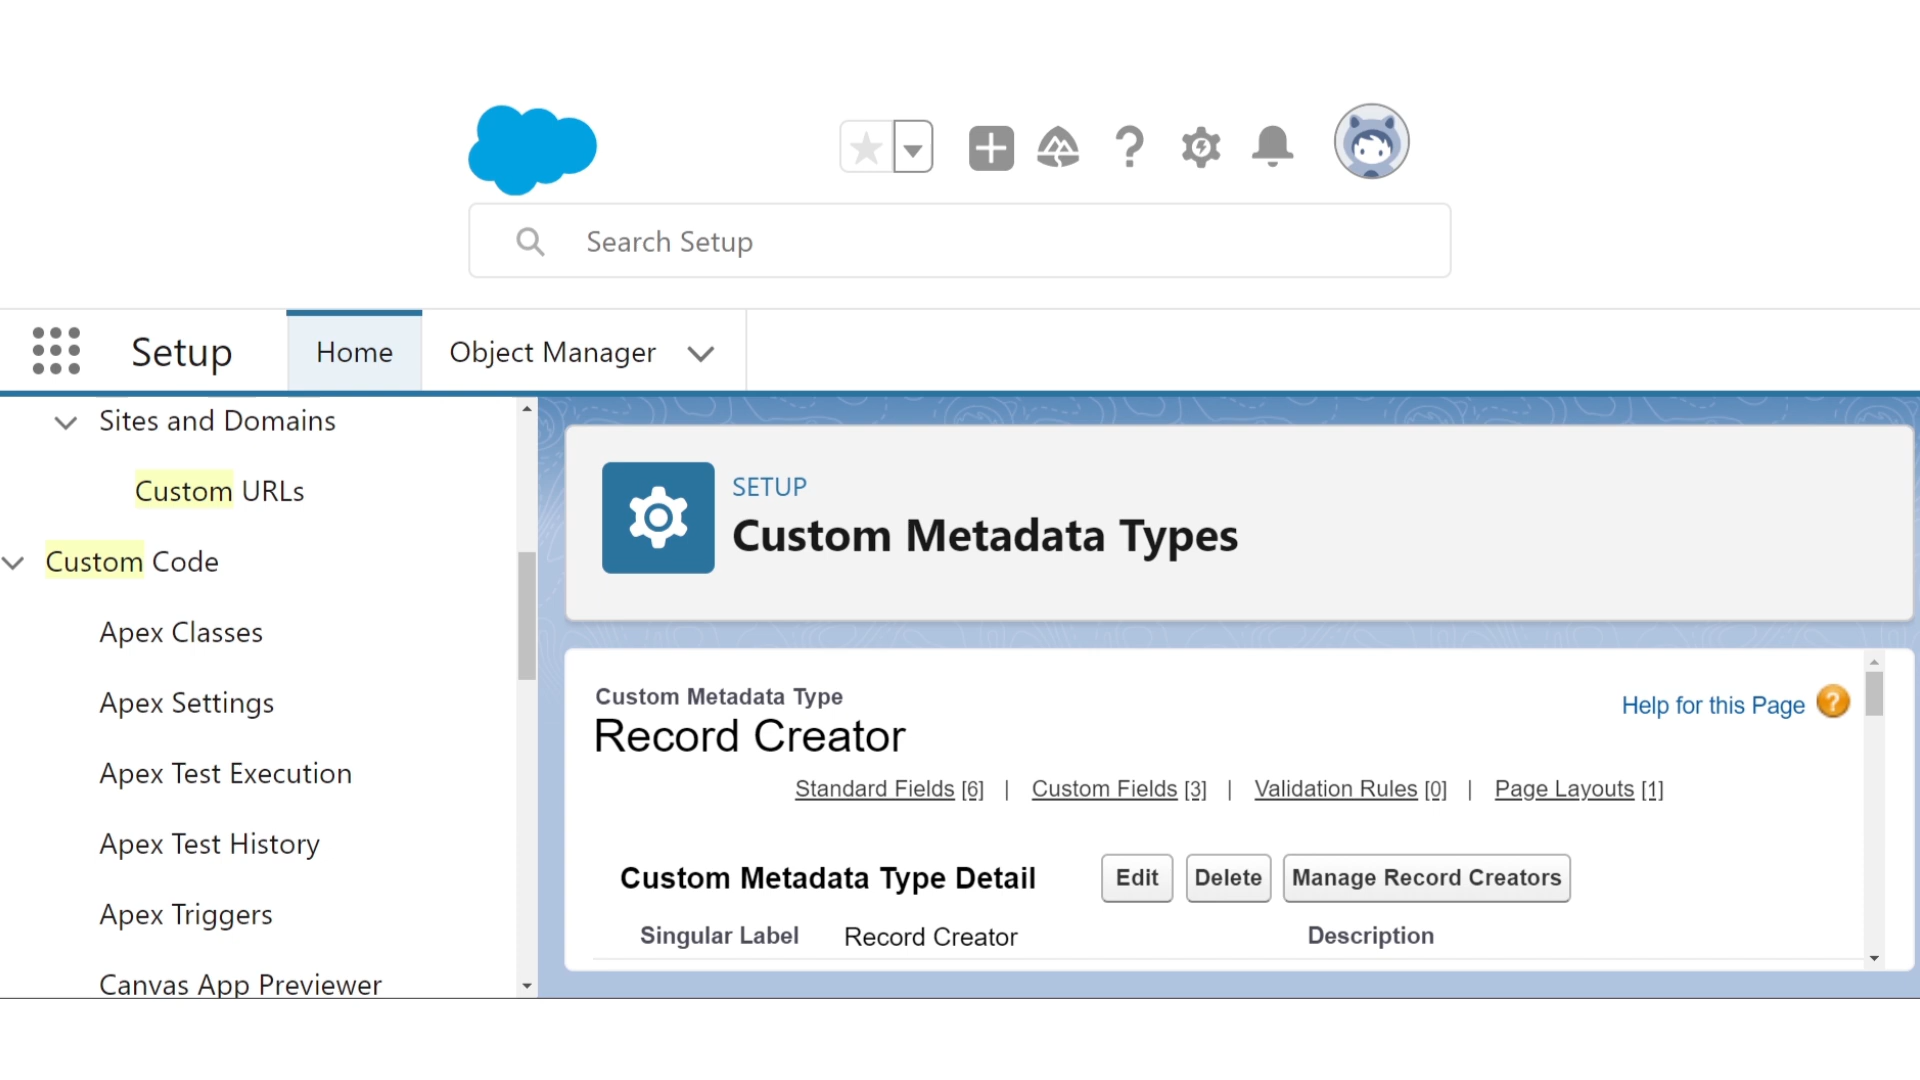 Search Setup
Setup
Home
Object Manager
Sites and Domains
Custom URLs
Custom Code
Apex Classes
Apex Settings
Apex Test Execution
Apex Test History
Apex Triggers
Canvas App Previewer
SETUP
Custom Metadata Types
Custom Metadata Type
Record Creator
Help for this Page ?
Standard Fields [6] | Custom Fields [3] | Validation Rules [0] | Page Layouts [1]
Custom Metadata Type Detail Edit Delete Manage Record Creators
Singular Label Record Creator Description